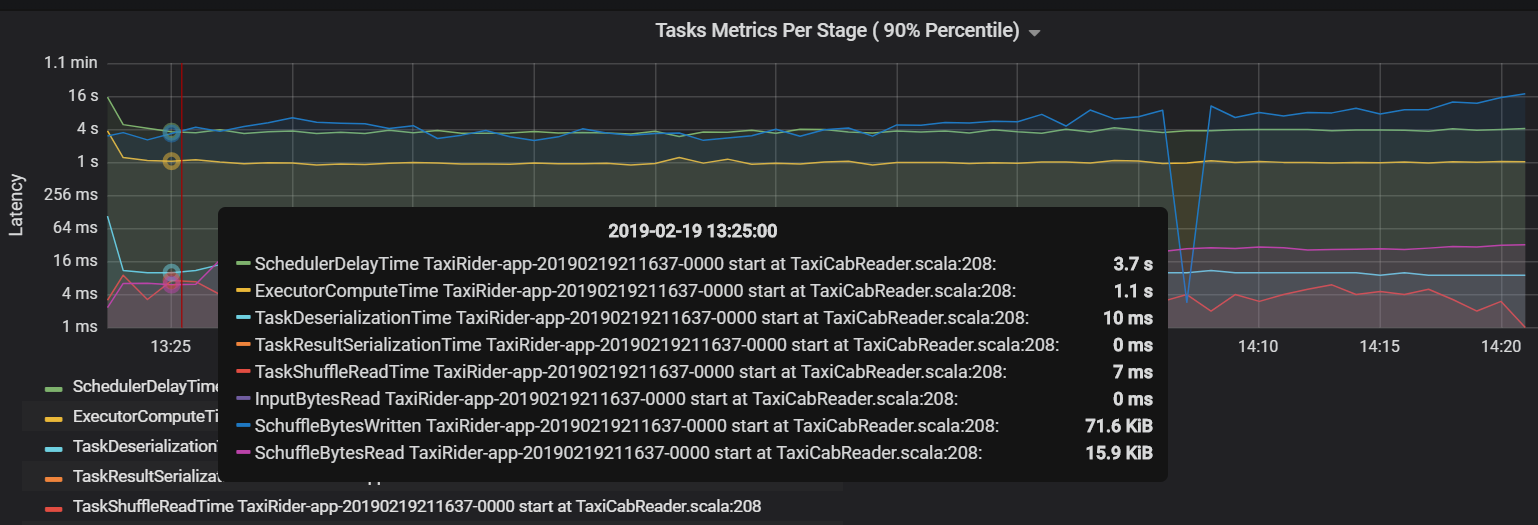 Tasks Metrics Per Stage ( 90% Percentile)
1.1 min
16 s
4 s
1 s
256 ms
64 ms
16 ms
4 ms
1 ms
Latency
2019-02-19 13:25:00
SchedulerDelayTime TaxiRider-app-20190219211637-0000 start at TaxiCabReader.scala:208: 3.7 s
ExecutorComputeTime TaxiRider-app-20190219211637-0000 start at TaxiCabReader.scala:208: 1.1 s
TaskDeserializationTime TaxiRider-app-20190219211637-0000 start at TaxiCabReader.scala:208: 10 ms
TaskResultSerializationTime TaxiRider-app-20190219211637-0000 start at TaxiCabReader.scala:208: 0 ms
TaskShuffleReadTime TaxiRider-app-20190219211637-0000 start at TaxiCabReader.scala:208: 7 ms
InputBytesRead TaxiRider-app-20190219211637-0000 start at TaxiCabReader.scala:208: 0 ms
SchuffleBytesWritten TaxiRider-app-20190219211637-0000 start at TaxiCabReader.scala:208: 71.6 KiB
SchuffleBytesRead TaxiRider-app-20190219211637-0000 start at TaxiCabReader.scala:208: 15.9 KiB
13:25 14:10 14:15 14:20
SchedulerDelayTime
ExecutorComputeTi
TaskDeserialization
TaskResultSerializa
TaskShuffleReadTime TaxiRider-app-20190219211637-0000 start at TaxiCabReader.scala:208